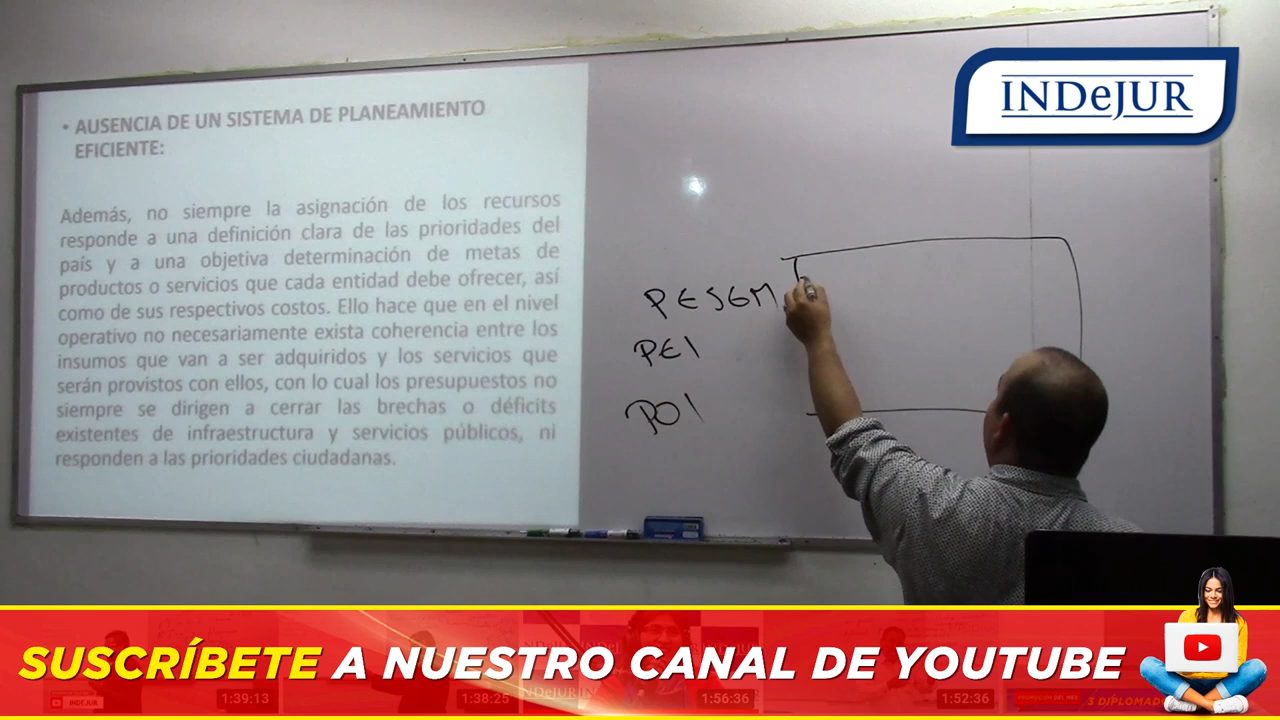 INDeJUR
• AUSENCIA DE UN SISTEMA DE PLANEAMIENTO
EFICIENTE:
Además, no siempre la asignación de los recursos
responde a una definición clara de las prioridades del
país y a una objetiva determinación de metas de
productos o servicios que cada entidad debe ofrecer, así
como de sus respectivos costos. Ello hace que en el nivel
operativo no necesariamente exista coherencia entre los
insumos que van a ser adquiridos y los servicios que
serán provistos con ellos, con lo cual los presupuestos no
siempre se dirigen a cerrar las brechas o déficits
existentes de infraestructura y servicios públicos, ni
responden a las prioridades ciudadanas.
PESEM
PEI
POI
SUSCRÍBETE A NUESTRO CANAL DE YOUTUBE
1:39:13
1:38:25
1:56:36
1:52:36
INDEJUR
3 DIPLOMADO